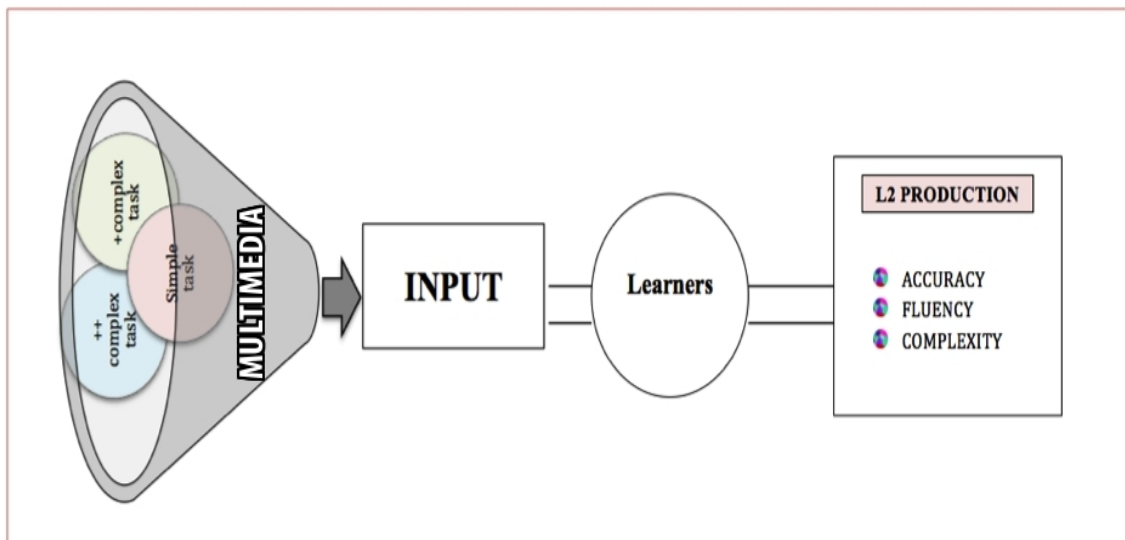 +complex
task
Simple
task
++
complex
task
MULTIMEDIA
INPUT
Learners
L2 PRODUCTION
ACCURACY
FLUENCY
COMPLEXITY